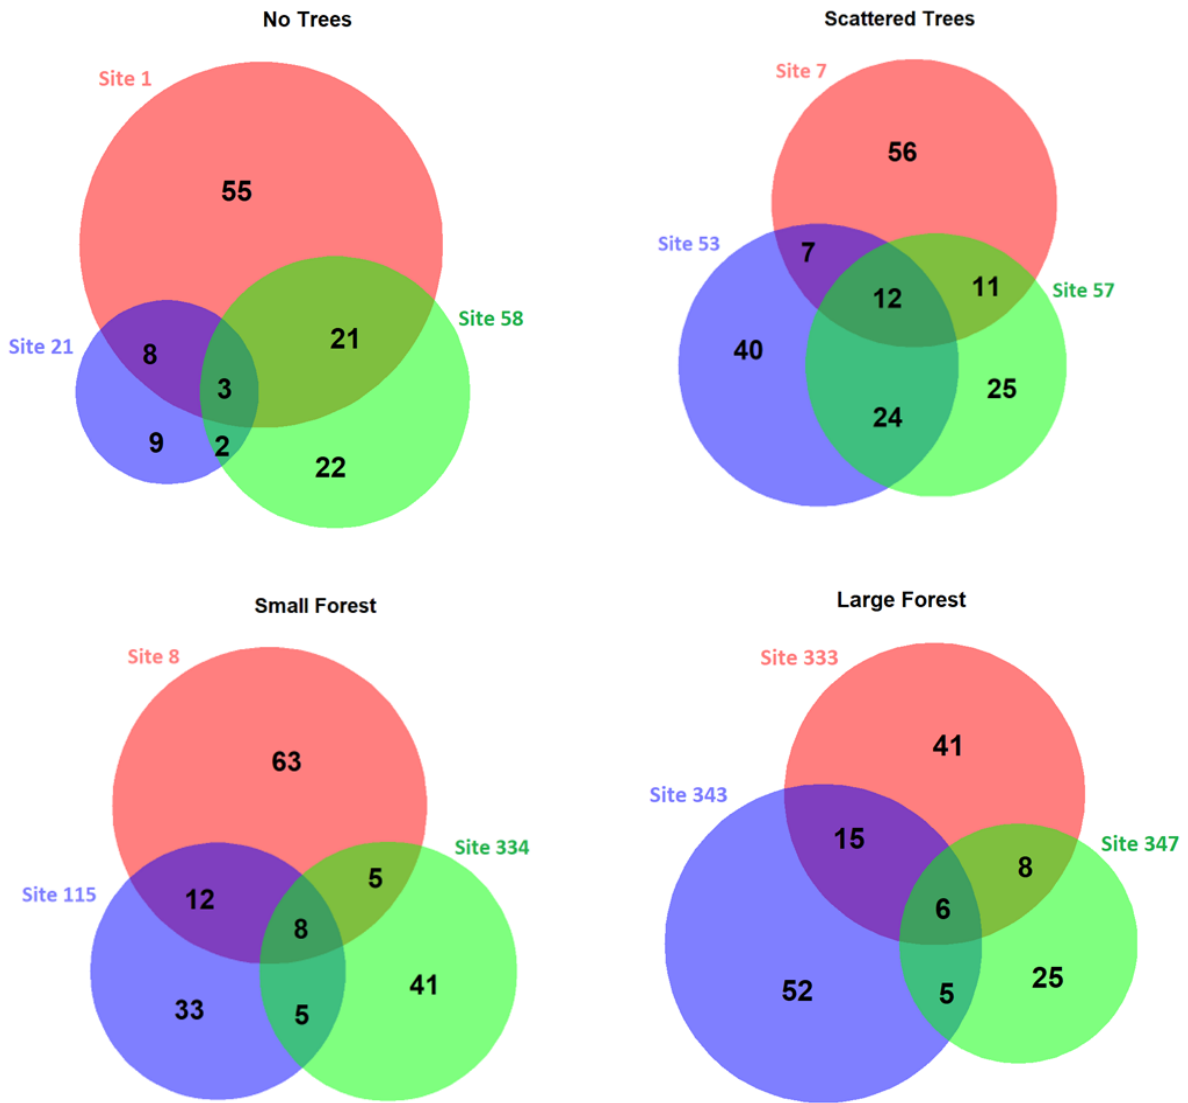 No Trees
Site 1
55
Site 21
Site 58
8
21
3
9
2
22
Scattered Trees
Site 7
56
Site 53
7
Site 57
12
11
40
25
24
Small Forest
Site 8
63
Site 334
5
Site 115
12
8
33
5
41
Large Forest
Site 333
41
Site 343
15
Site 347
8
6
52
5
25